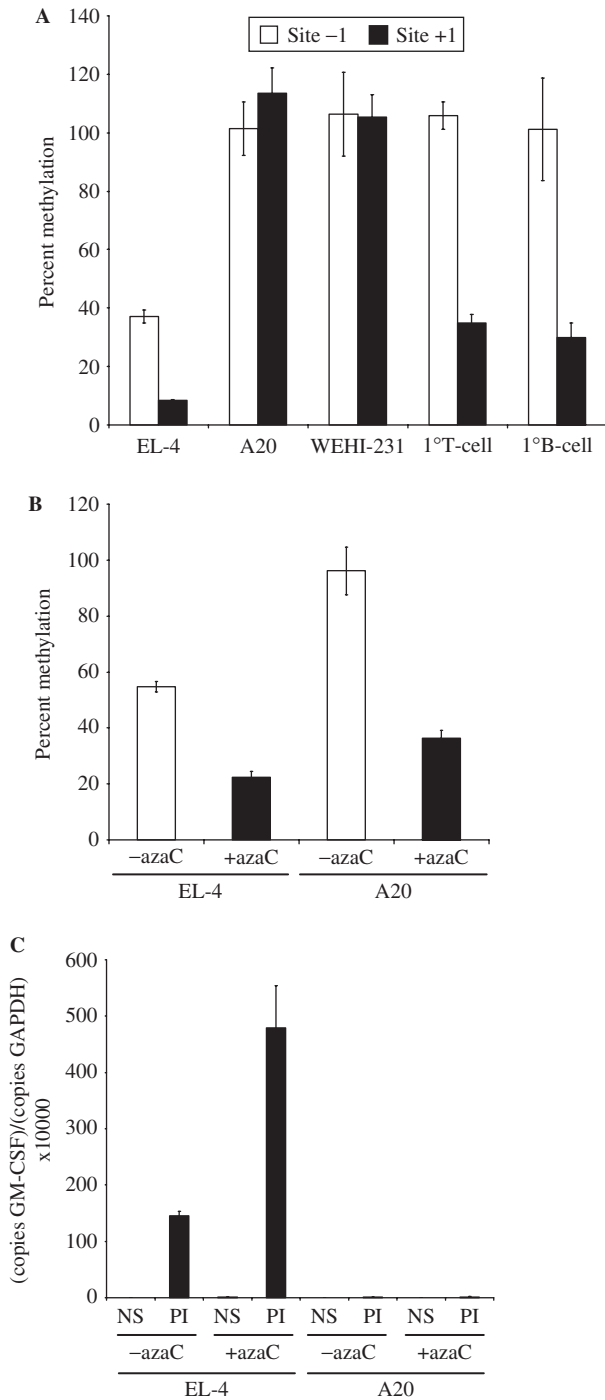 A
Site −1 Site +1
140
120
100
80
60
40
20
0
Percent methylation
EL-4 A20 WEHI-231 1°T-cell 1°B-cell
B
120
100
80
60
40
20
0
Percent methylation
−azaC +azaC −azaC +azaC
EL-4 A20
C
600
500
400
300
200
100
0
(copies GM-CSF)/(copies GAPDH)
x10000
NS PI NS PI NS PI NS PI
−azaC +azaC −azaC +azaC
EL-4 A20